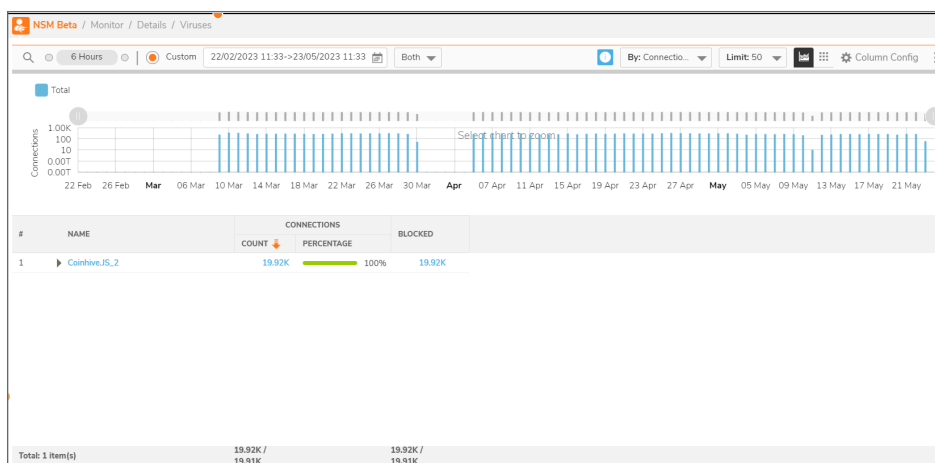 NSM Beta / Monitor / Details / Viruses
6 Hours Custom 22/02/2023 11:33->23/05/2023 11:33 Both By: Connectio... Limit: 50 Column Config
Total
Connections
1.00K
100
10
0.00T
0.00T
Select chart to zoom
22 Feb 26 Feb Mar 06 Mar 10 Mar 14 Mar 18 Mar 22 Mar 26 Mar 30 Mar Apr 07 Apr 11 Apr 15 Apr 19 Apr 23 Apr 27 Apr May 05 May 09 May 13 May 17 May 21 May
# NAME CONNECTIONS BLOCKED
COUNT PERCENTAGE
1 Coinhive.JS_2 19.92K 100% 19.92K
Total: 1 item(s) 19.92K / 19.92K /
19.91K 19.91K